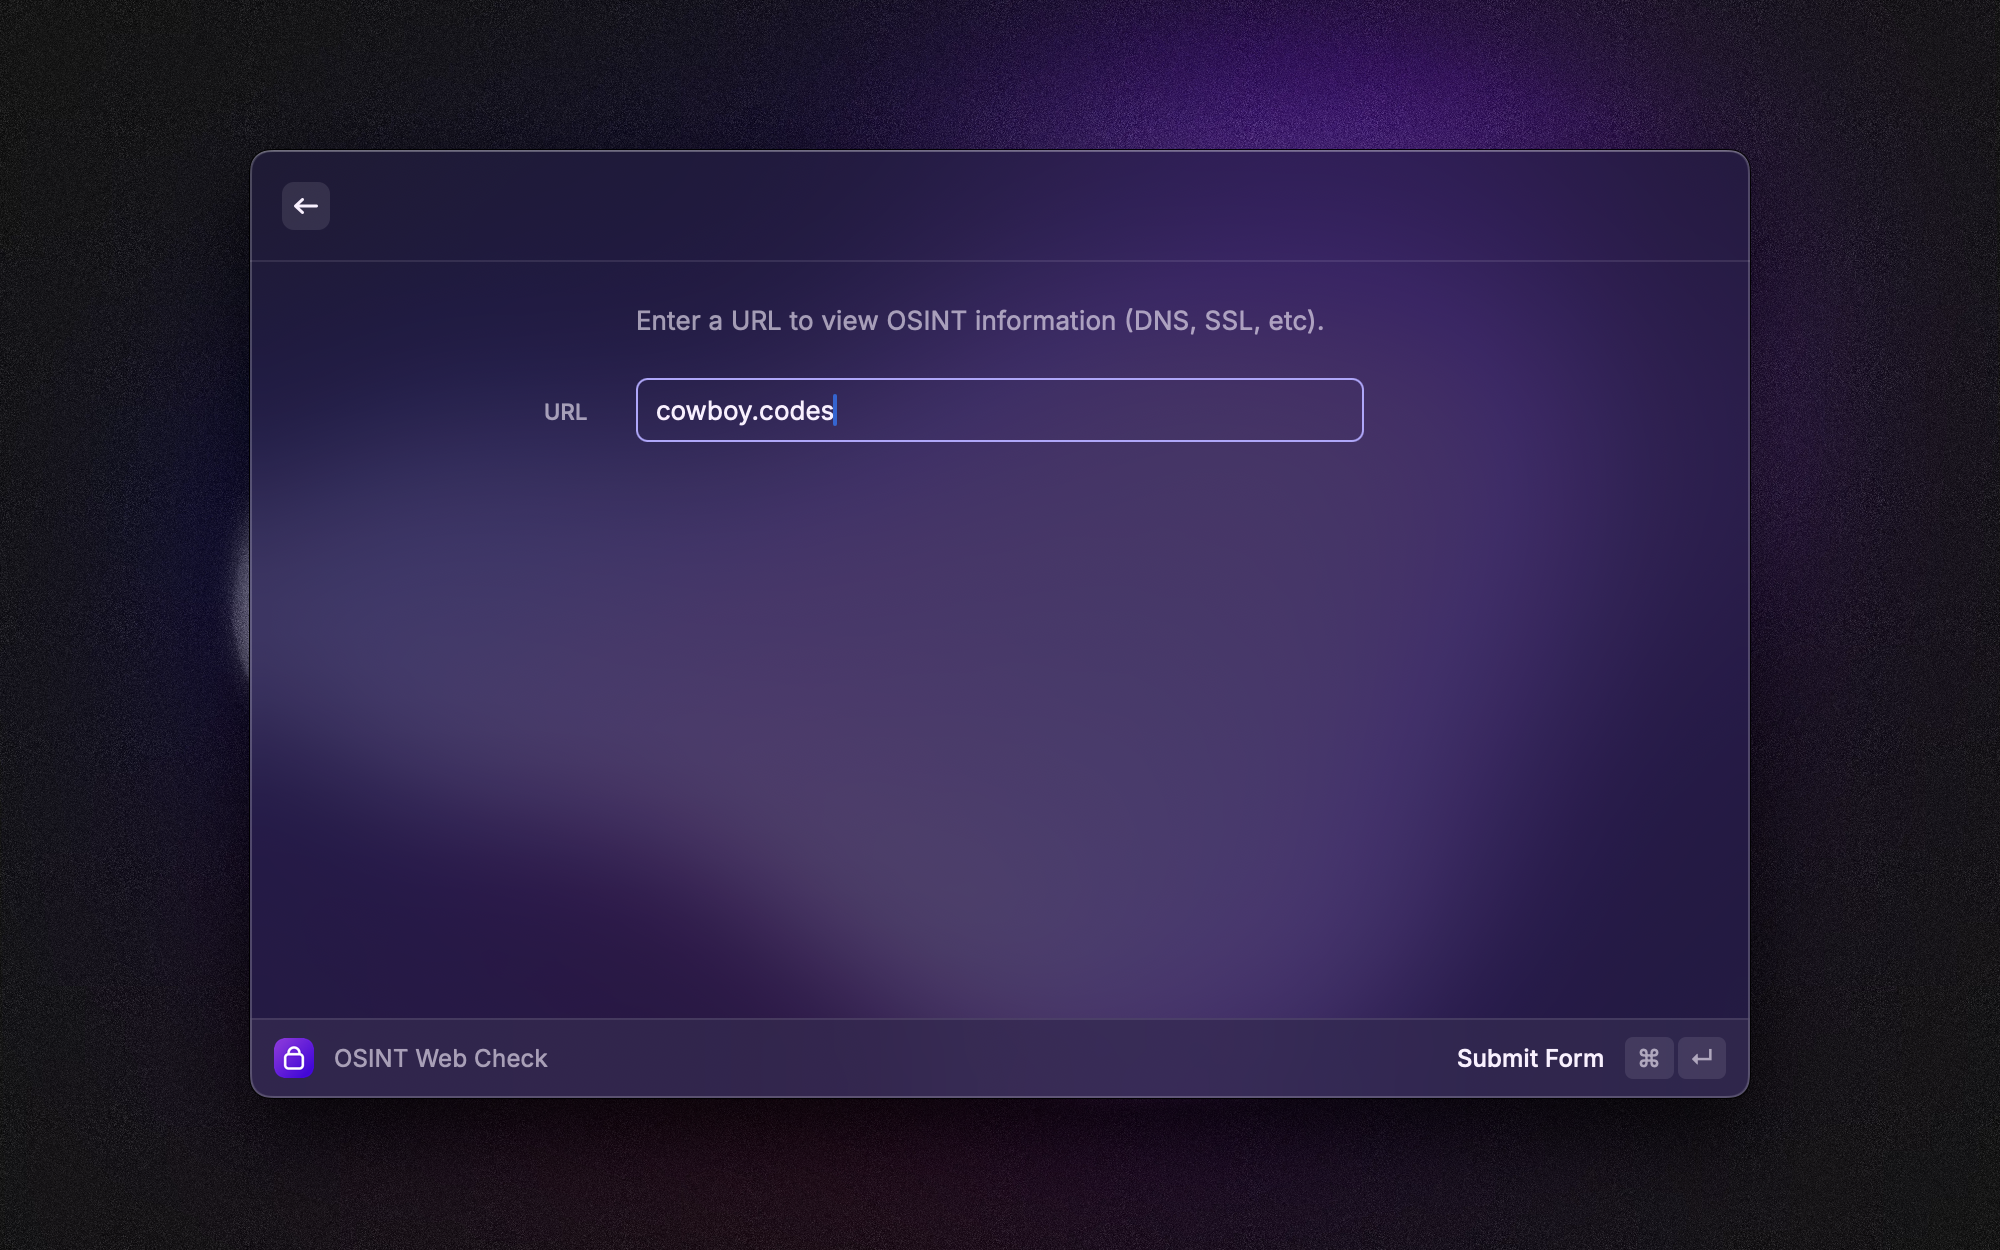 Enter a URL to view OSINT information (DNS, SSL, etc).
URL
cowboy.codes
OSINT Web Check
Submit Form ⌘ ↵